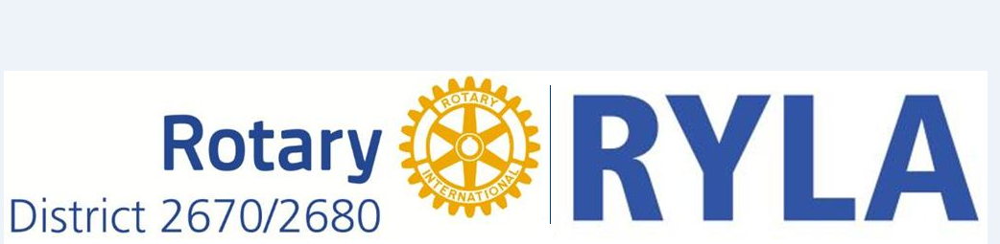 Rotary
District 2670/2680
ROTARY
INTERNATIONAL
RYLA